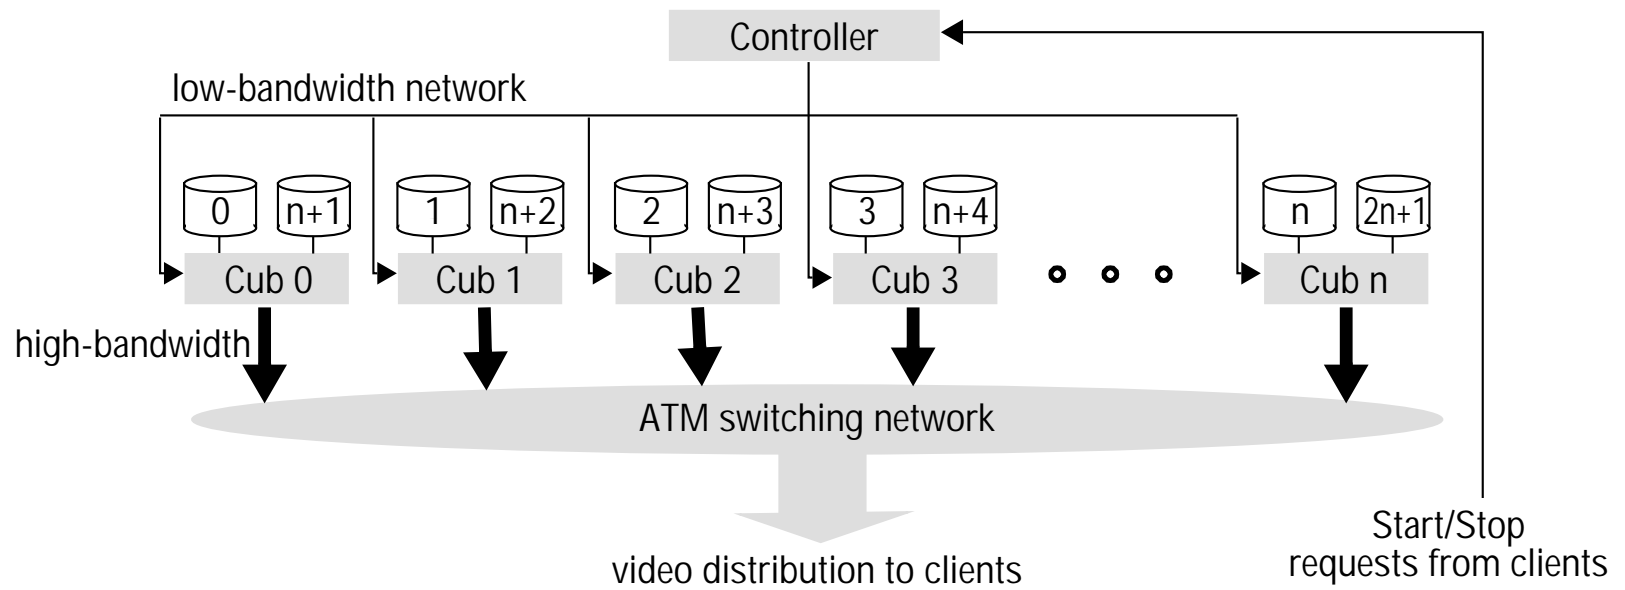 Controller
low-bandwidth network
0 n+1 1 n+2 2 n+3 3 n+4 n 2n+1
Cub 0 Cub 1 Cub 2 Cub 3 Cub n
high-bandwidth
ATM switching network
Start/Stop
requests from clients
video distribution to clients